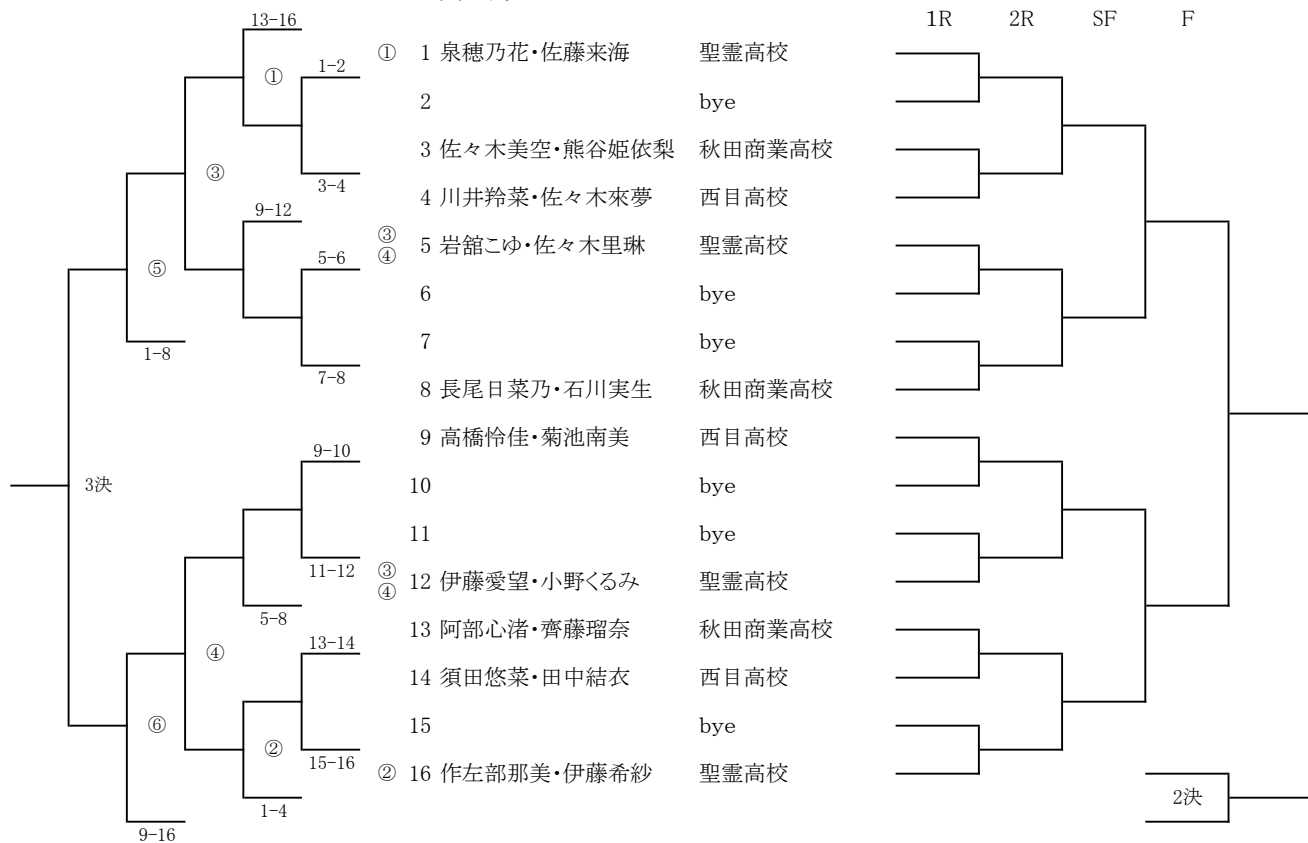 1R 2R SF F
13-16
① 1 泉穂乃花・佐藤来海 聖霊高校
① 1-2
2 bye
3 佐々木美空・熊谷姫依梨 秋田商業高校
③ 3-4
4 川井羚菜・佐々木來夢 西目高校
9-12
③ ④ 5 岩舘こゆ・佐々木里琳 聖霊高校
⑤ 5-6
6 bye
7 bye
1-8
7-8
8 長尾日菜乃・石川実生 秋田商業高校
9 高橋怜佳・菊池南美 西目高校
9-10
3決
10 bye
11 bye
11-12
③ ④ 12 伊藤愛望・小野くるみ 聖霊高校
5-8
13 阿部心渚・齊藤瑠奈 秋田商業高校
④ 13-14
14 須田悠菜・田中結衣 西目高校
⑥ 15 bye
② 15-16
② 16 作左部那美・伊藤希紗 聖霊高校
1-4
2決
9-16